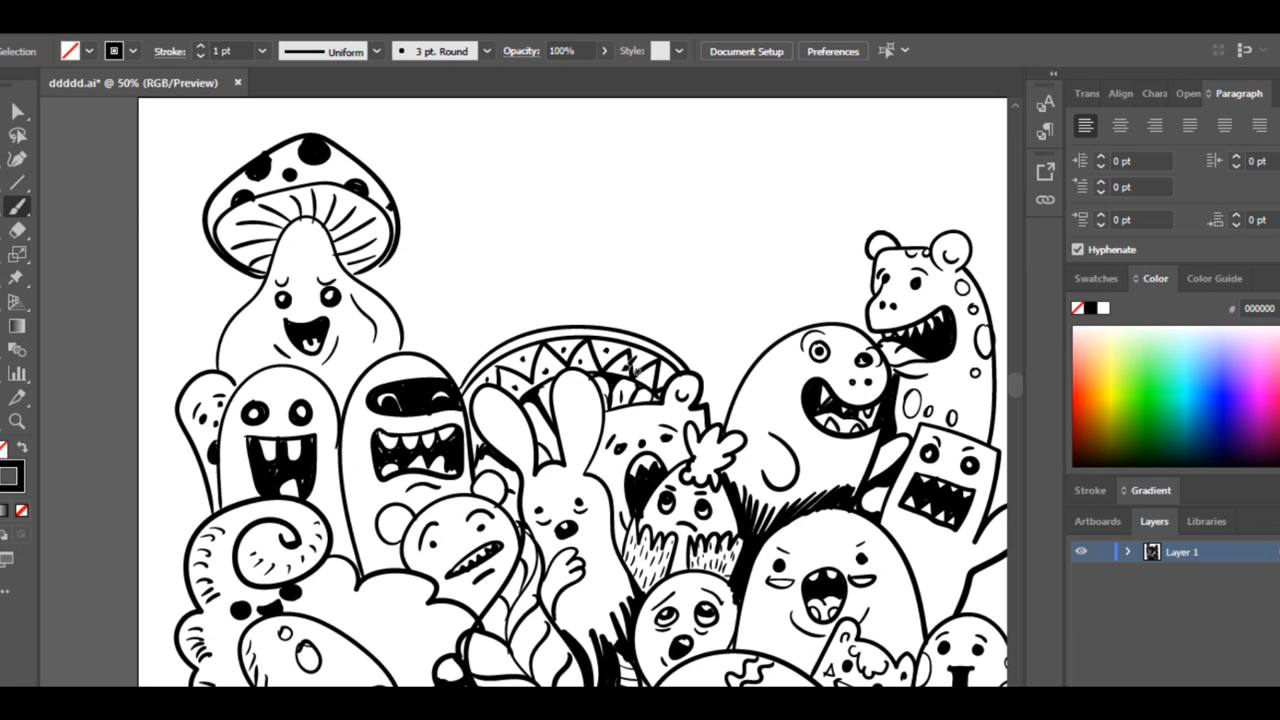 Selection Stroke: 1 pt Uniform 3 pt. Round Opacity: 100% Style: Document Setup Preferences
ddddd.ai* @ 50% (RGB/Preview) ×
Trans Align Chara Open Paragraph
0 pt 0 pt
0 pt
0 pt 0 pt
Hyphenate
Swatches Color Color Guide
# 000000
Stroke Gradient
Artboards Layers Libraries
Layer 1